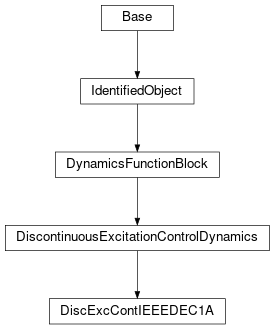 Base
IdentifiedObject
DynamicsFunctionBlock
DiscontinuousExcitationControlDynamics
DiscExcContIEEEDEC1A